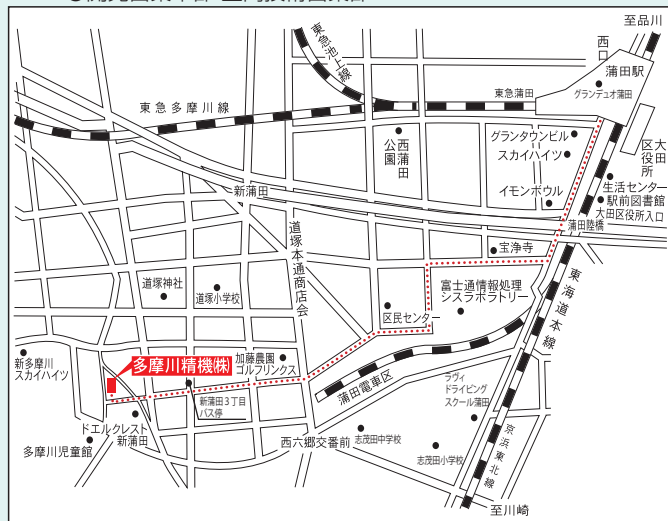 至品川
西口
蒲田駅
グランデュオ蒲田
東急蒲田
東急池上線
東急多摩川線
グランタウンビル
スカイハイツ
大田
区役所
西蒲田
公園
イモンボウル
生活センター
駅前図書館
大田区役所入口
蒲田陸橋
新蒲田
宝浄寺
道塚本通商店会
東海道本線
道塚神社
道塚小学校
富士通情報処理
シスラボラトリー
区民センター
新多摩川
スカイハイツ
多摩川精機㈱
加藤農園
ゴルフリンクス
蒲田電車区
ラヴィ
ドライビング
スクール蒲田
新蒲田3丁目
バス停
ドエルクレスト
新蒲田
多摩川児童館
西六郷交番前
志茂田中学校
志茂田小学校
京浜東北線
至川崎